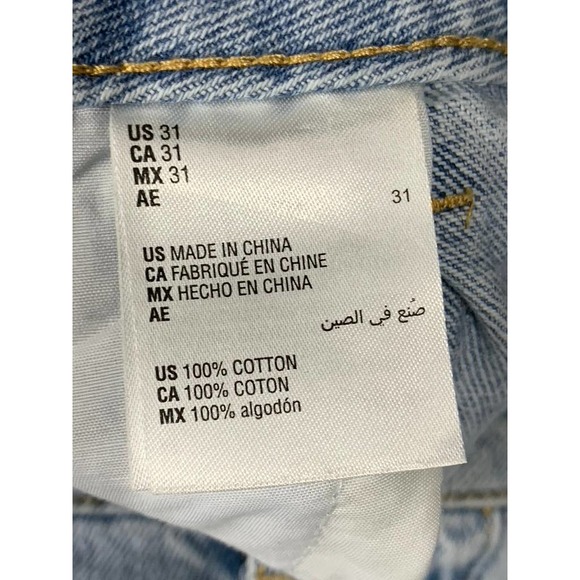 US 31
CA 31
MX 31
AE 31
US MADE IN CHINA
CA FABRIQUÉ EN CHINE
MX HECHO EN CHINA
AE صُنع في الصين
US 100% COTTON
CA 100% COTON
MX 100% algodón